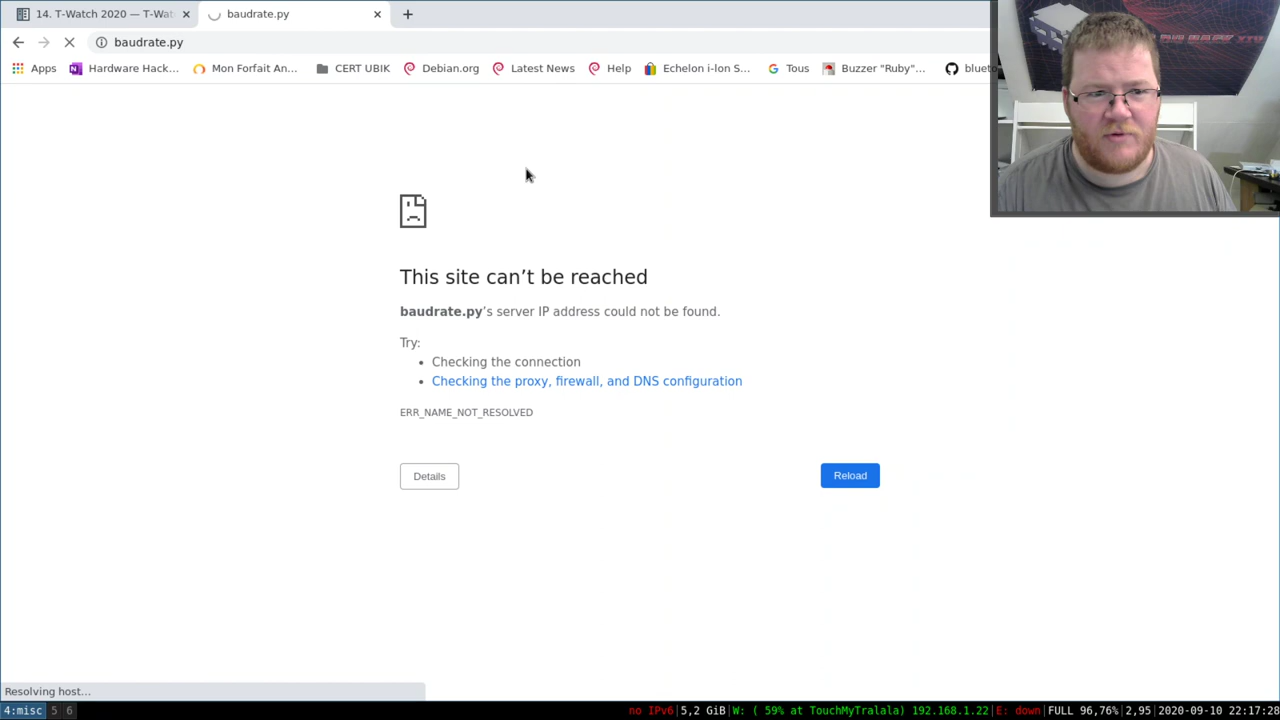 14. T-Watch 2020 — T-Wat
baudrate.py
baudrate.py
Apps
Hardware Hack...
Mon Forfait An...
CERT UBIK
Debian.org
Latest News
Help
Echelon i-lon S...
Tous
Buzzer "Ruby"...
blueto
This site can’t be reached
baudrate.py’s server IP address could not be found.
Try:
• Checking the connection
• Checking the proxy, firewall, and DNS configuration
ERR_NAME_NOT_RESOLVED
Details
Reload
Resolving host...
4:misc 5 6
no IPv6|5,2 GiB|W: ( 59% at TouchMyTralala) 192.168.1.22|E: down|FULL 96,76%|2,95|2020-09-10 22:17:28